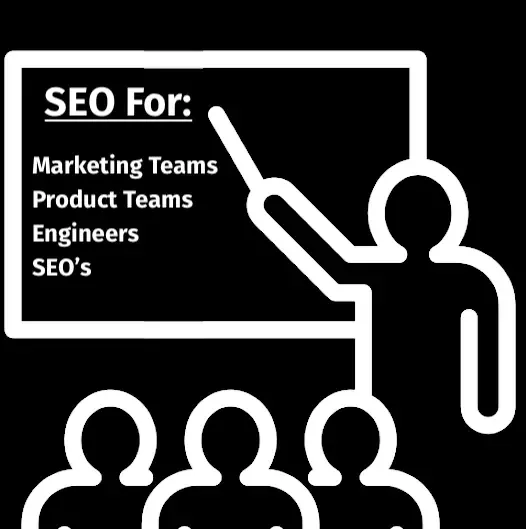 SEO For:
Marketing Teams
Product Teams
Engineers
SEO’s